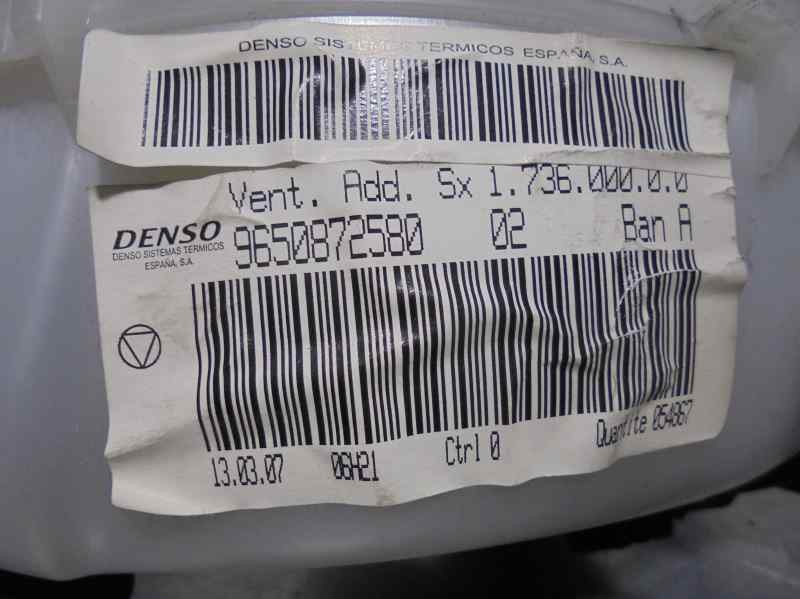 DENSO SISTEMAS TERMICOS ESPAÑA, S.A.
Vent. Add. Sx 1.736.000.0.0
DENSO
DENSO SISTEMAS TERMICOS
ESPAÑA, S.A.
9650872580 02 Ban A
13.03.07 06H21 Ctrl 0 Quantite 054867